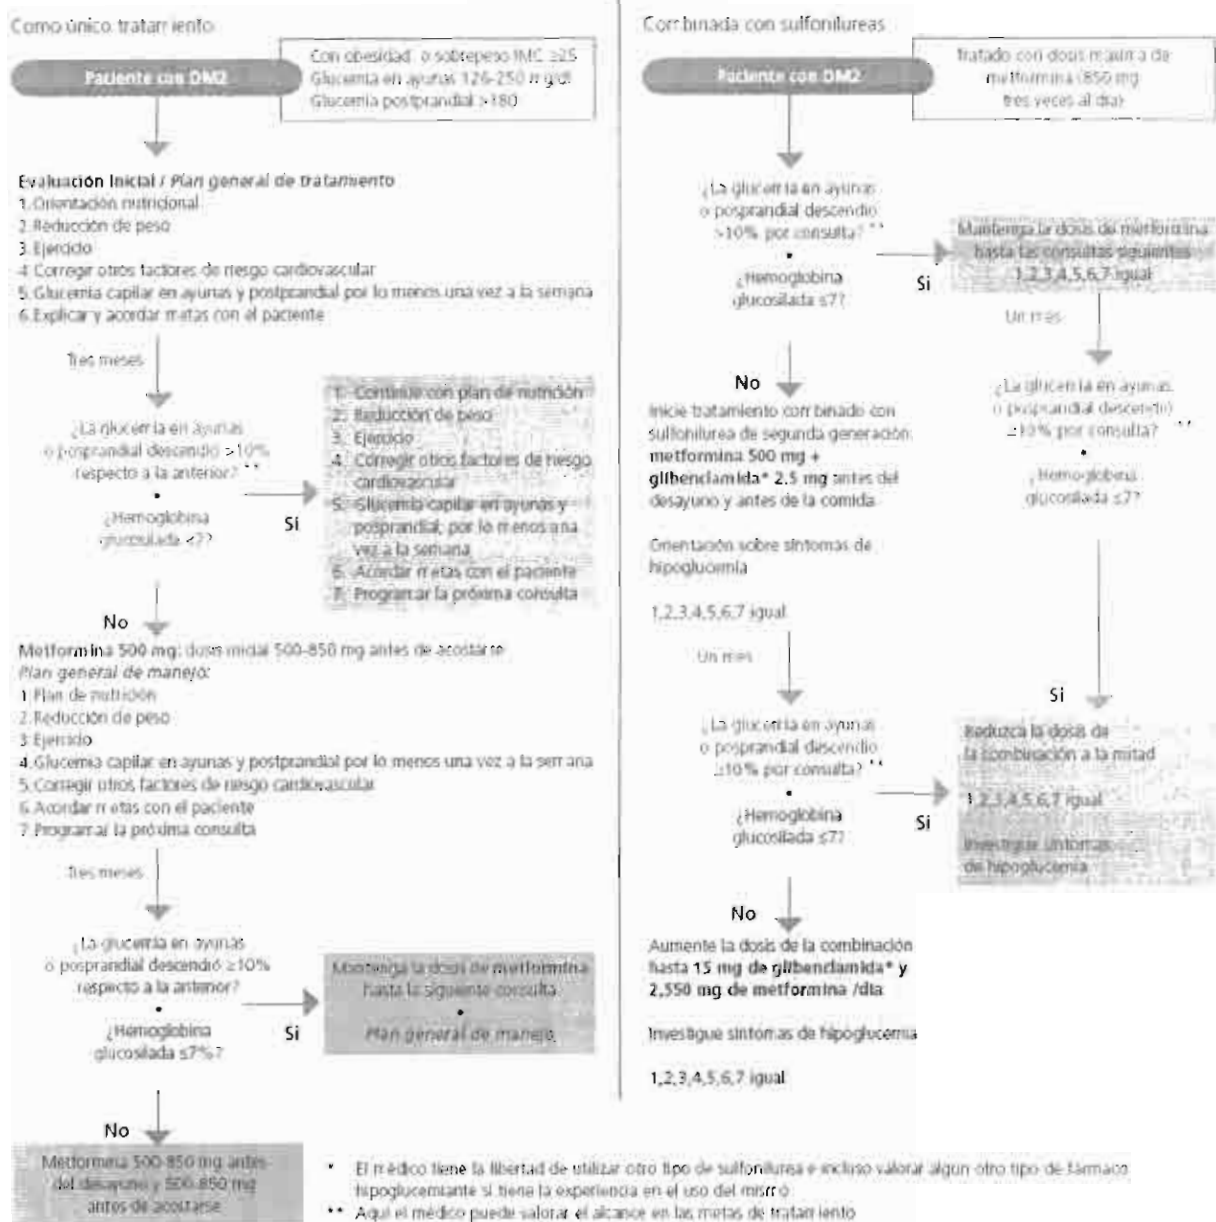 Como único tratamiento
Con obesidad o sobrepeso IMC ≥25
Paciente con DM2
Glucemia en ayunas 126-250 mg/dl
Glucemia postprandial >180
Evaluación Inicial / Plan general de tratamiento
1. Orientación nutricional
2. Reducción de peso
3. Ejercicio
4. Corregir otros factores de riesgo cardiovascular
5. Glucemia capilar en ayunas y postprandial por lo menos una vez a la semana
6. Explicar y acordar metas con el paciente
Tres meses
¿La glucemia en ayunas
o posprandial descendió >10%
respecto a la anterior? **
•
¿Hemoglobina
glucosilada ≤7?
Si
1. Continue con plan de nutrición
2. Reducción de peso
3. Ejercicio
4. Corregir otros factores de riesgo
cardiovascular
5. Glucemia capilar en ayunas y
posprandial, por lo menos una
vez a la semana
6. Acordar metas con el paciente
7. Programar la próxima consulta
No
Metformina 500 mg: dosis inicial 500-850 mg antes de acostarse
Plan general de manejo:
1. Plan de nutrición
2. Reducción de peso
3. Ejercicio
4. Glucemia capilar en ayunas y postprandial por lo menos una vez a la semana
5. Corregir otros factores de riesgo cardiovascular
6. Acordar metas con el paciente
7. Programar la próxima consulta
Tres meses
¿La glucemia en ayunas
o posprandial descendió ≥10%
respecto a la anterior?
•
¿Hemoglobina
glucosilada ≤7%?
Si
Mantenga la dosis de metformina
hasta la siguiente consulta
•
Plan general de manejo
No
Metformina 500-850 mg antes
del desayuno y 500-850 mg
antes de acostarse
Combinada con sulfonilureas
Paciente con DM2
Tratado con dosis máxima de
metformina (850 mg
tres veces al día)
¿La glucemia en ayunas
o posprandial descendió
>10% por consulta? **
•
¿Hemoglobina
glucosilada ≤7?
Si
Mantenga la dosis de metformina
hasta las consultas siguientes
1,2,3,4,5,6,7 igual
Un mes
¿La glucemia en ayunas
o posprandial descendió
≥10% por consulta? **
•
¿Hemoglobina
glucosilada ≤7?
No
Inicie tratamiento combinado con
sulfonilurea de segunda generación:
metformina 500 mg +
glibenclamida* 2.5 mg antes del
desayuno y antes de la comida
Orientación sobre síntomas de
hipoglucemia
1,2,3,4,5,6,7 igual
Un mes
¿La glucemia en ayunas
o posprandial descendió
≥10% por consulta? **
•
¿Hemoglobina
glucosilada ≤7?
Si
Si
Reduzca la dosis de
la combinación a la mitad
1,2,3,4,5,6,7 igual
Investigue síntomas
de hipoglucemia
No
Aumente la dosis de la combinación
hasta 15 mg de glibenclamida* y
2,550 mg de metformina /día
Investigue síntomas de hipoglucemia
1,2,3,4,5,6,7 igual
* El médico tiene la libertad de utilizar otro tipo de sulfonilurea e incluso valorar algún otro tipo de fármaco
hipoglucemiante si tiene la experiencia en el uso del mismo
** Aquí el médico puede valorar el alcance en las metas de tratamiento